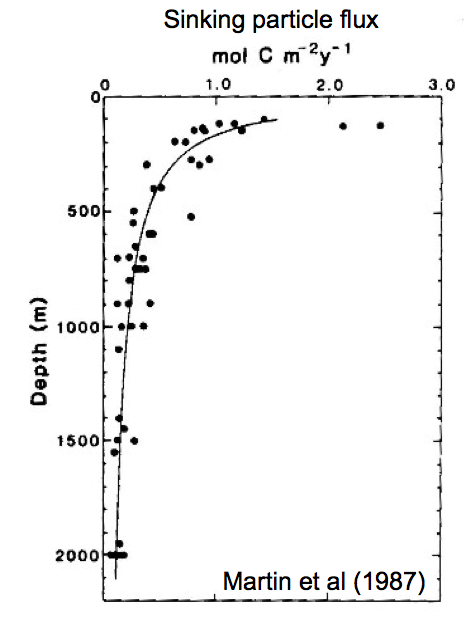 Sinking particle flux
mol C m⁻²y⁻¹
0 1.0 2.0 3.0
0
500
1000
1500
2000
Depth (m)
Martin et al (1987)